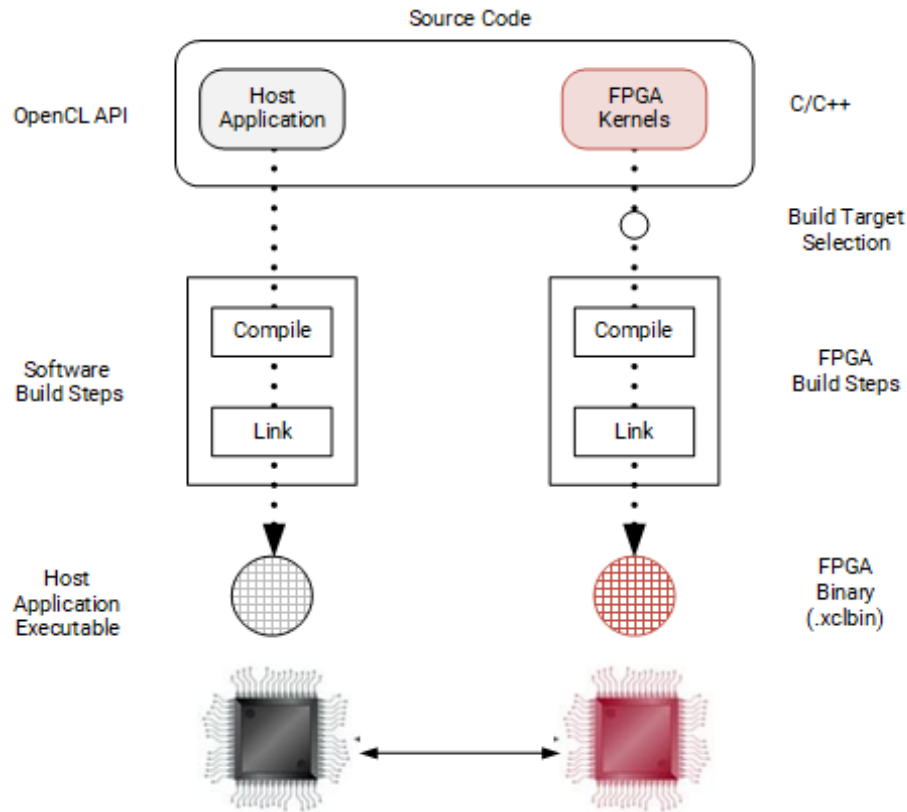 Source Code
OpenCL API
Host
Application
FPGA
Kernels
C/C++
Build Target
Selection
Software
Build Steps
Compile
Link
Compile
Link
FPGA
Build Steps
Host
Application
Executable
FPGA
Binary
(.xclbin)